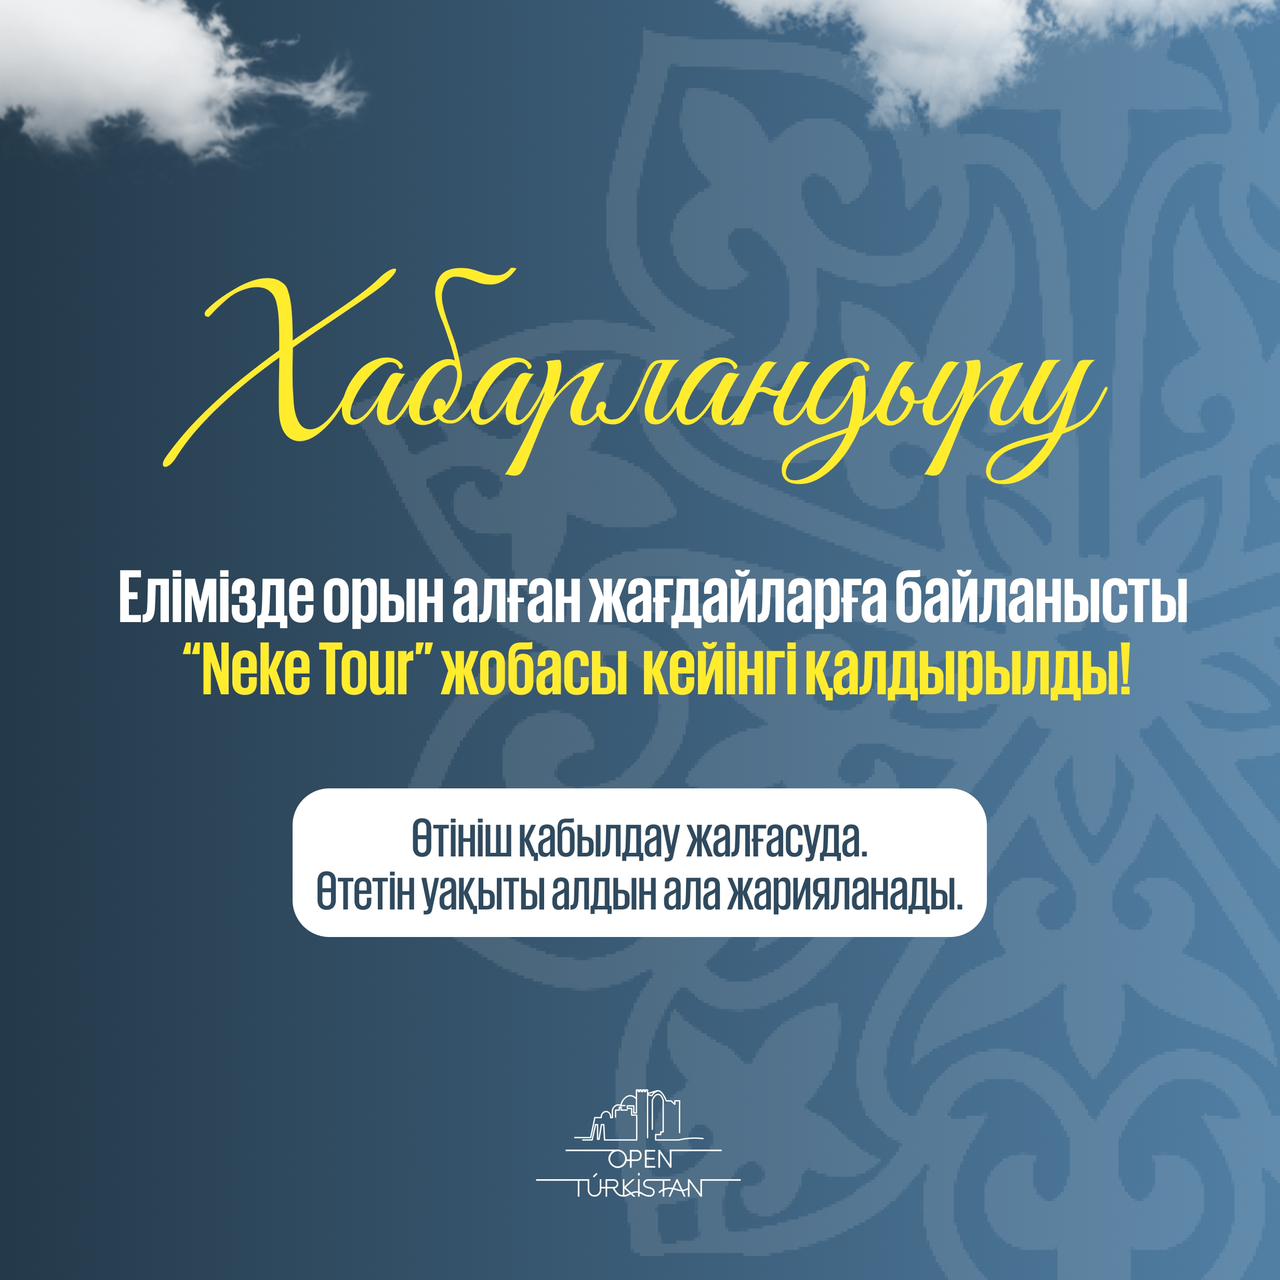 Хабарландыру
Елімізде орын алған жағдайларға байланысты
“Neke Tour” жобасы кейінгі қалдырылды!
Өтініш қабылдау жалғасуда.
Өтетін уақыты алдын ала жарияланады.
OPEN
TÚRKISTAN